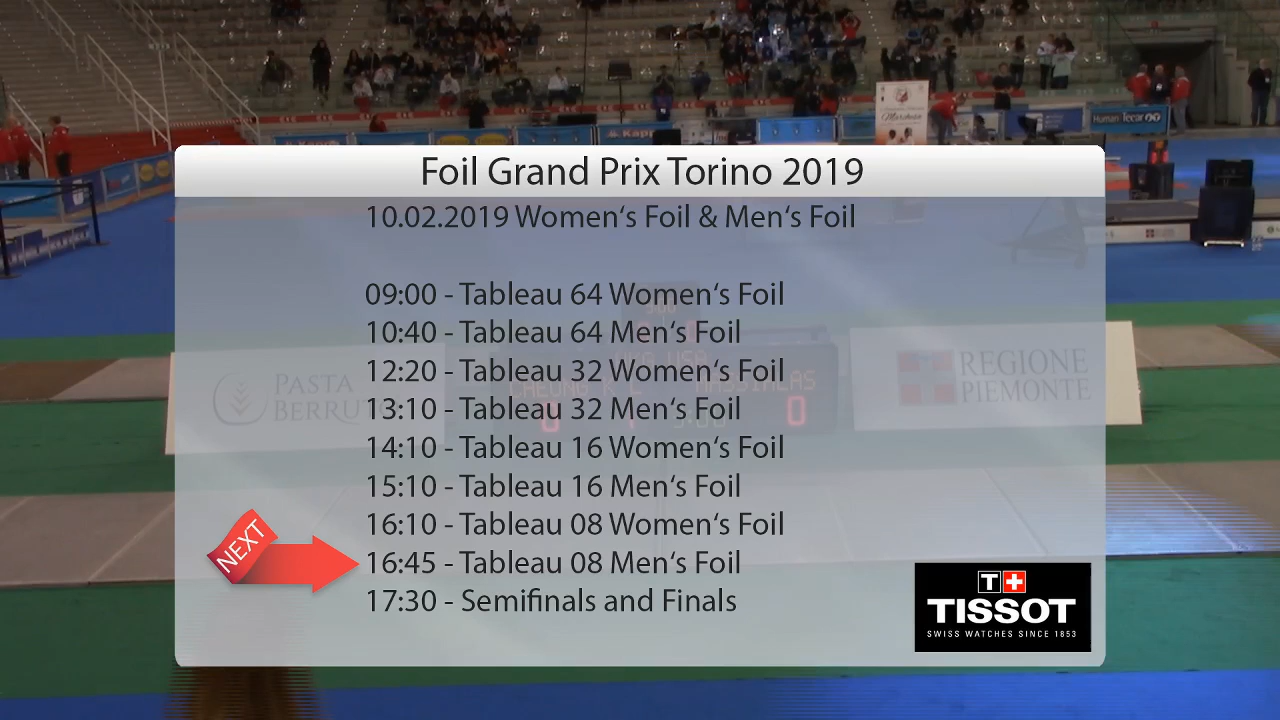 Human Tecar
Foil Grand Prix Torino 2019
10.02.2019 Women‘s Foil & Men‘s Foil
09:00 - Tableau 64 Women‘s Foil
10:40 - Tableau 64 Men‘s Foil
12:20 - Tableau 32 Women‘s Foil
13:10 - Tableau 32 Men‘s Foil
14:10 - Tableau 16 Women‘s Foil
15:10 - Tableau 16 Men‘s Foil
16:10 - Tableau 08 Women‘s Foil
NEXT
16:45 - Tableau 08 Men‘s Foil
17:30 - Semifinals and Finals
PASTA
REGIONE
PIEMONTE
T+
TISSOT
SWISS WATCHES SINCE 1853